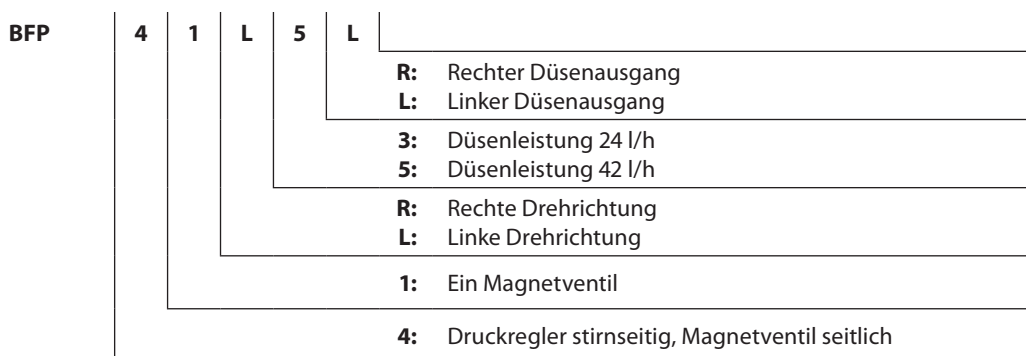 BFP 4 1 L 5 L
R: Rechter Düsenausgang
L: Linker Düsenausgang
3: Düsenleistung 24 l/h
5: Düsenleistung 42 l/h
R: Rechte Drehrichtung
L: Linke Drehrichtung
1: Ein Magnetventil
4: Druckregler stirnseitig, Magnetventil seitlich